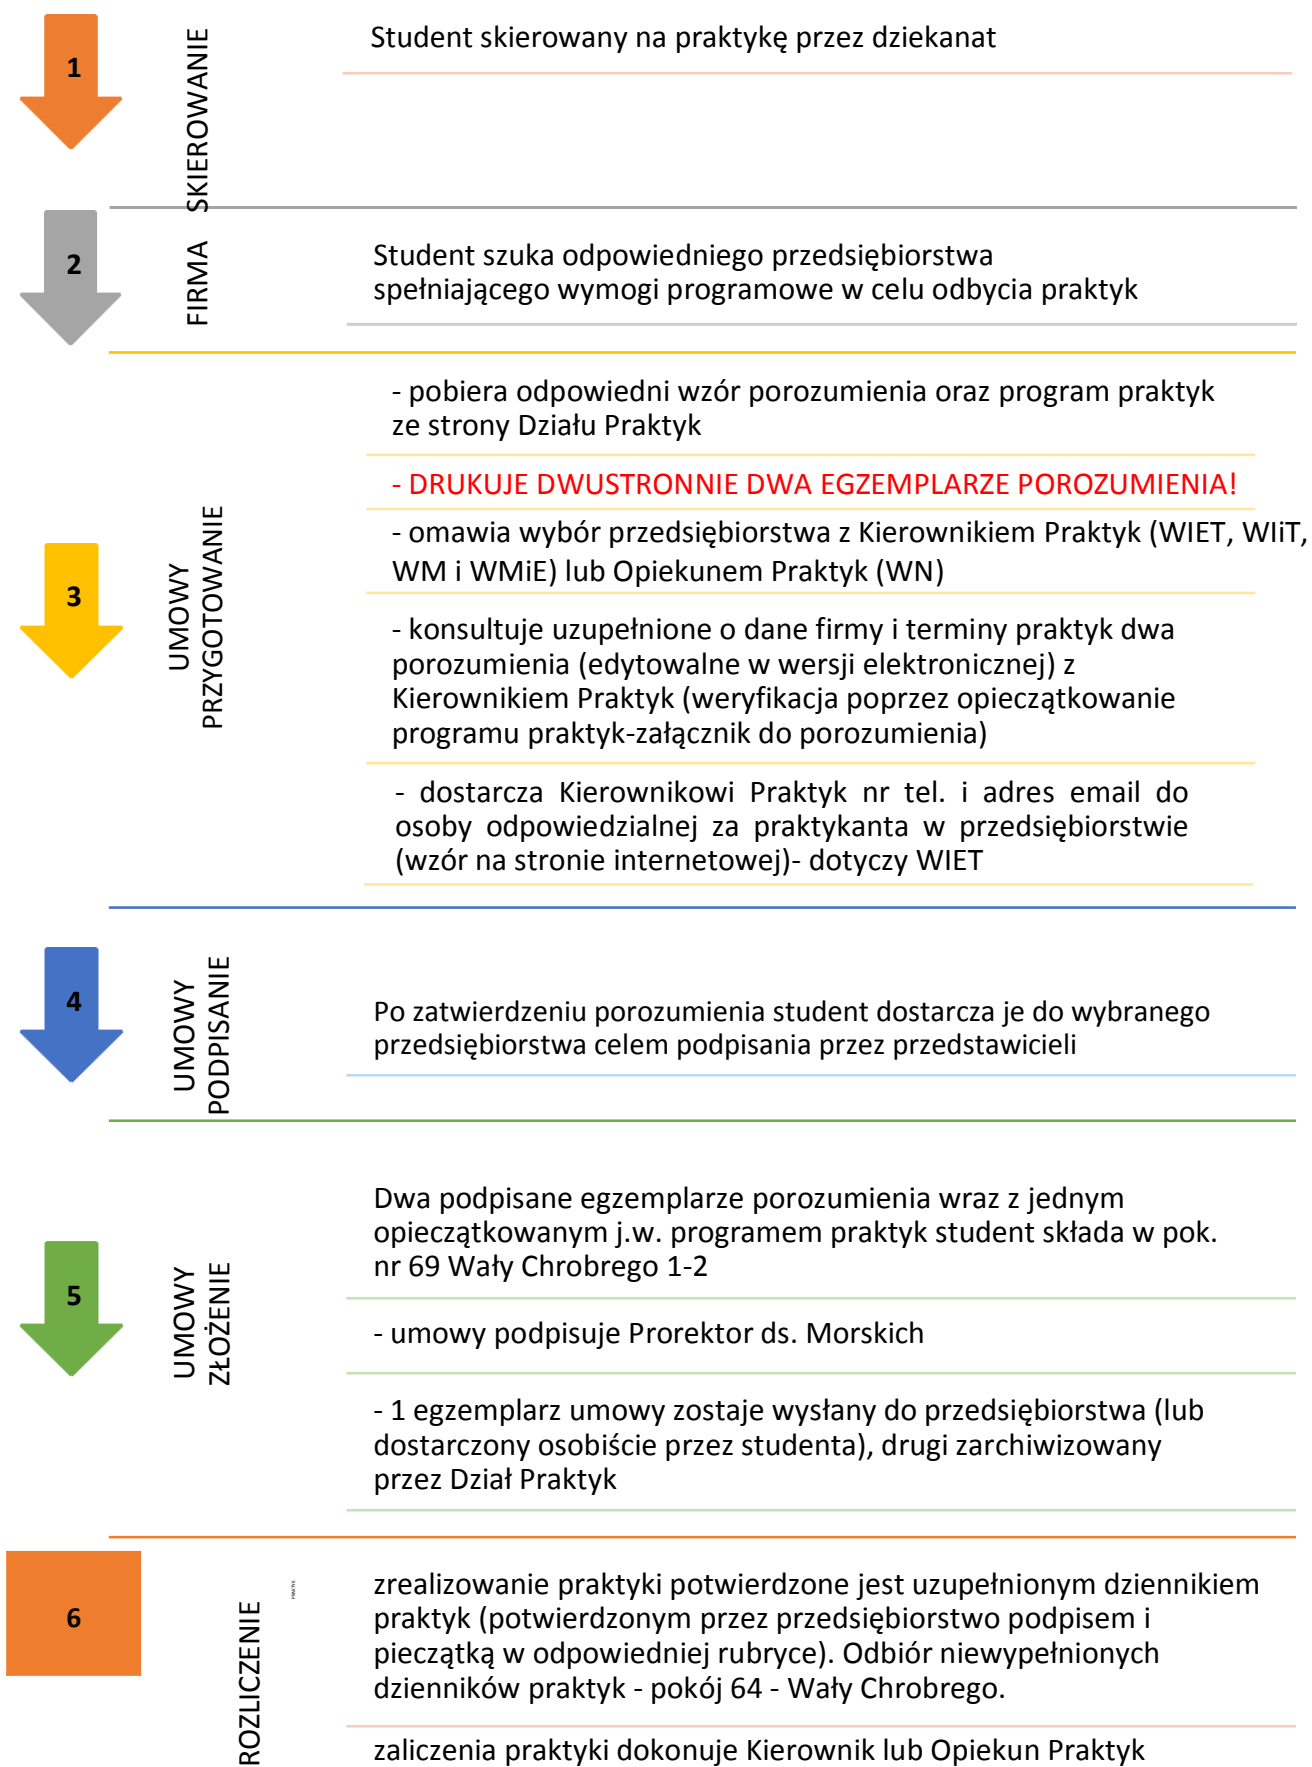 1
SKIEROWANIE
Student skierowany na praktykę przez dziekanat
2
FIRMA
Student szuka odpowiedniego przedsiębiorstwa
spełniającego wymogi programowe w celu odbycia praktyk
3
UMOWY
PRZYGOTOWANIE
- pobiera odpowiedni wzór porozumienia oraz program praktyk
ze strony Działu Praktyk
- DRUKUJE DWUSTRONNIE DWA EGZEMPLARZE POROZUMIENIA!
- omawia wybór przedsiębiorstwa z Kierownikiem Praktyk (WIET, WIiT,
WM i WMiE) lub Opiekunem Praktyk (WN)
- konsultuje uzupełnione o dane firmy i terminy praktyk dwa
porozumienia (edytowalne w wersji elektronicznej) z
Kierownikiem Praktyk (weryfikacja poprzez opieczątkowanie
programu praktyk-załącznik do porozumienia)
- dostarcza Kierownikowi Praktyk nr tel. i adres email do
osoby odpowiedzialnej za praktykanta w przedsiębiorstwie
(wzór na stronie internetowej)- dotyczy WIET
4
UMOWY
PODPISANIE
Po zatwierdzeniu porozumienia student dostarcza je do wybranego
przedsiębiorstwa celem podpisania przez przedstawicieli
5
UMOWY
ZŁOŻENIE
Dwa podpisane egzemplarze porozumienia wraz z jednym
opieczątkowanym j.w. programem praktyk student składa w pok.
nr 69 Wały Chrobrego 1-2
- umowy podpisuje Prorektor ds. Morskich
- 1 egzemplarz umowy zostaje wysłany do przedsiębiorstwa (lub
dostarczony osobiście przez studenta), drugi zarchiwizowany
przez Dział Praktyk
6
ROZLICZENIE
PRAKTYK
zrealizowanie praktyki potwierdzone jest uzupełnionym dziennikiem
praktyk (potwierdzonym przez przedsiębiorstwo podpisem i
pieczątką w odpowiedniej rubryce). Odbiór niewypełnionych
dzienników praktyk - pokój 64 - Wały Chrobrego.
zaliczenia praktyki dokonuje Kierownik lub Opiekun Praktyk